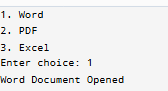 1. Word
2. PDF
3. Excel
Enter choice: 1
Word Document Opened